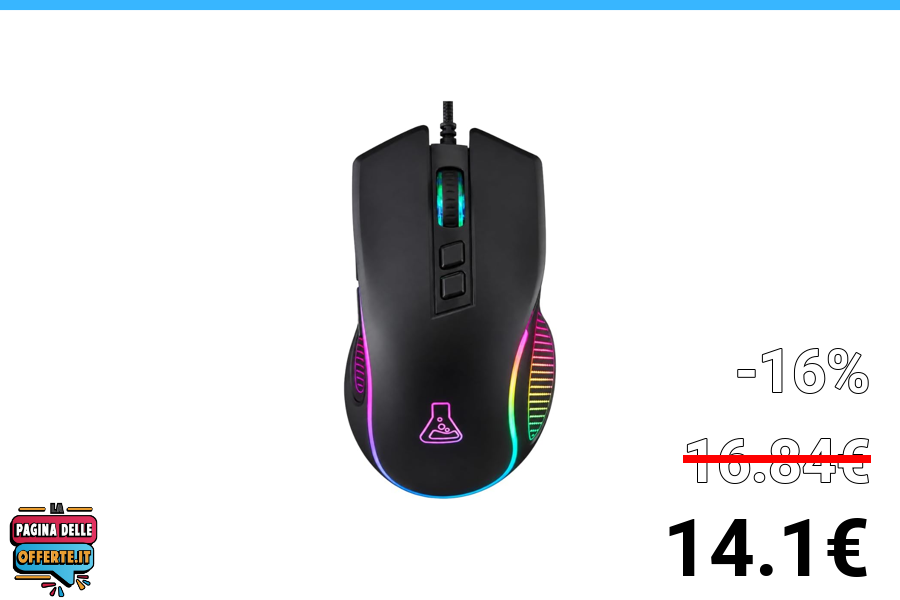 -16%
16.84€
14.1€
LA
PAGINA DELLE
OFFERTE.IT